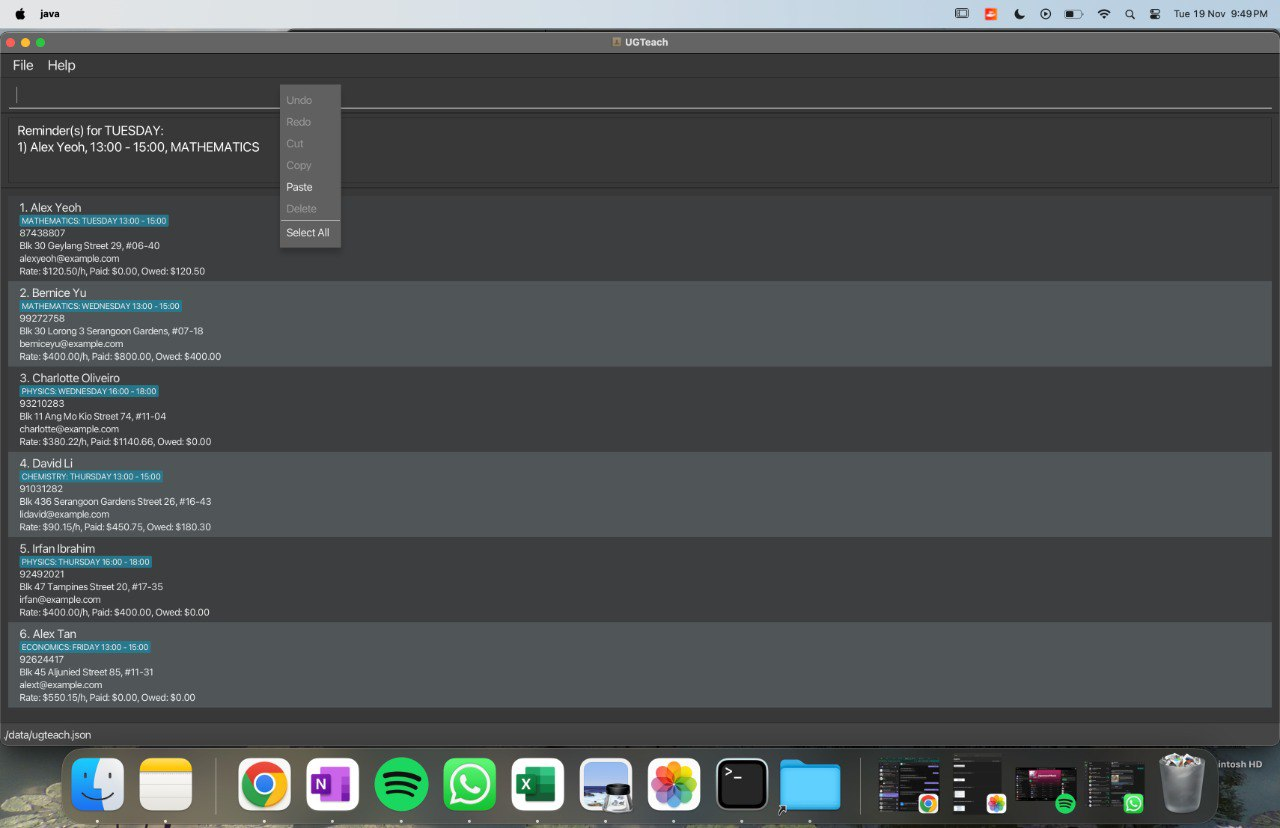 java
Tue 19 Nov 9:49 PM
UGTeach
File Help
Undo
Redo
Cut
Copy
Paste
Delete
Select All
Reminder(s) for TUESDAY:
1) Alex Yeoh, 13:00 - 15:00, MATHEMATICS
1. Alex Yeoh
MATHEMATICS: TUESDAY 13:00 - 15:00
87438807
Blk 30 Geylang Street 29, #06-40
alexyeoh@example.com
Rate: $120.50/h, Paid: $0.00, Owed: $120.50
2. Bernice Yu
MATHEMATICS: WEDNESDAY 13:00 - 15:00
99272758
Blk 30 Lorong 3 Serangoon Gardens, #07-18
berniceyu@example.com
Rate: $400.00/h, Paid: $800.00, Owed: $400.00
3. Charlotte Oliveiro
PHYSICS: WEDNESDAY 16:00 - 18:00
93210283
Blk 11 Ang Mo Kio Street 74, #11-04
charlotte@example.com
Rate: $380.22/h, Paid: $1140.66, Owed: $0.00
4. David Li
CHEMISTRY: THURSDAY 13:00 - 15:00
91031282
Blk 436 Serangoon Gardens Street 26, #16-43
lidavid@example.com
Rate: $90.15/h, Paid: $450.75, Owed: $180.30
5. Irfan Ibrahim
PHYSICS: THURSDAY 16:00 - 18:00
92492021
Blk 47 Tampines Street 20, #17-35
irfan@example.com
Rate: $400.00/h, Paid: $400.00, Owed: $0.00
6. Alex Tan
ECONOMICS: FRIDAY 13:00 - 15:00
92624417
Blk 45 Aljunied Street 85, #11-31
alext@example.com
Rate: $550.15/h, Paid: $0.00, Owed: $0.00
./data/ugteach.json
intosh HD
N
X
>_